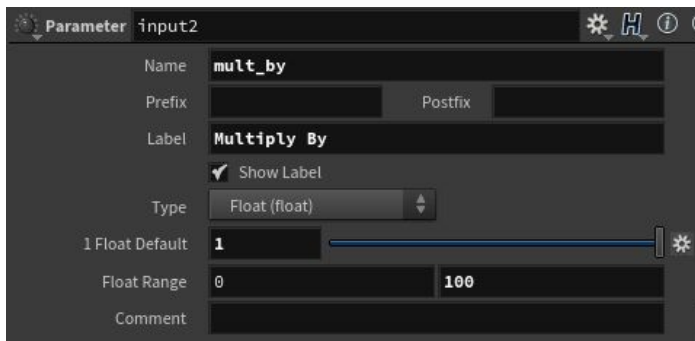 Parameter input2
Name mult_by
Prefix Postfix
Label Multiply By
Show Label
Type Float (float)
1 Float Default 1
Float Range 0 100
Comment